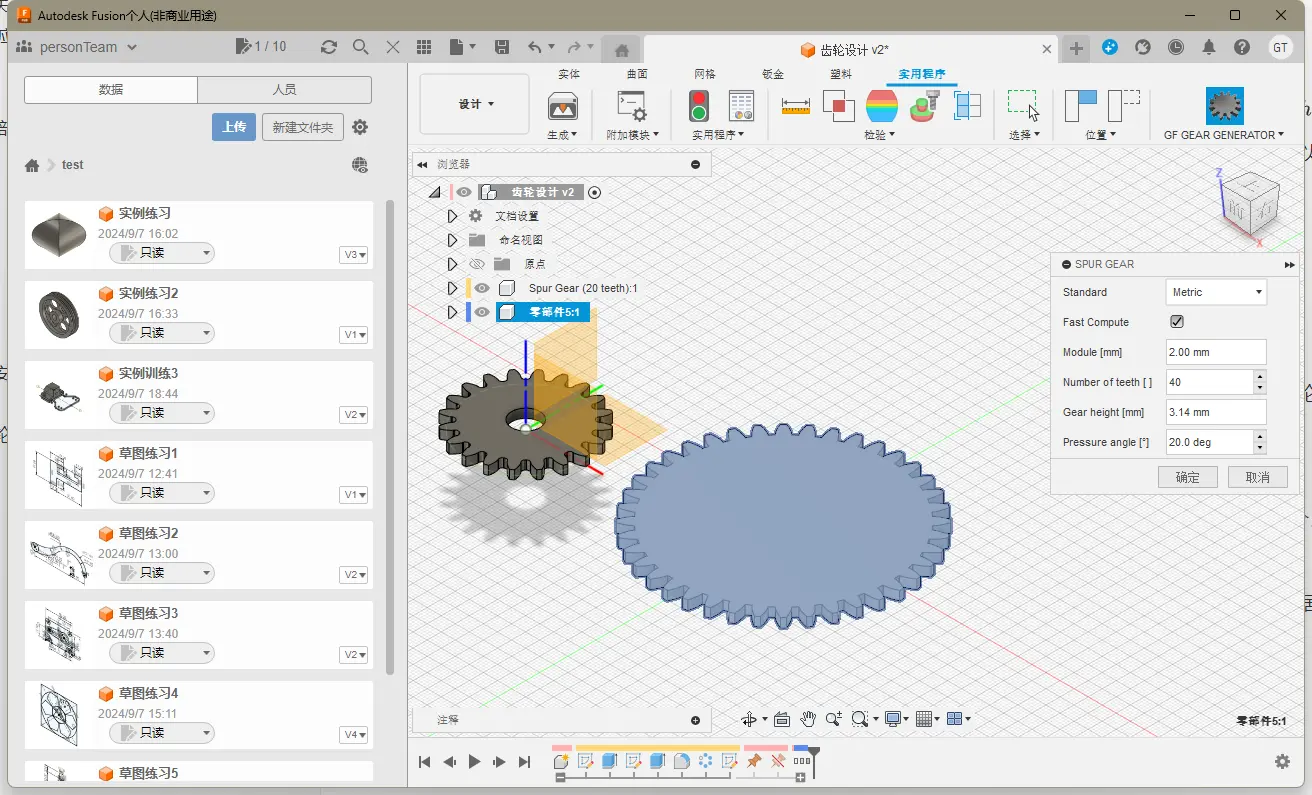 Autodesk Fusion个人(非商业用途)
personTeam
1 / 10
齿轮设计 v2*
GT
数据
人员
上传
新建文件夹
test
实例练习
2024/9/7 16:02
只读
V3
实例练习2
2024/9/7 16:33
只读
V1
实例训练3
2024/9/7 18:44
只读
V2
草图练习1
2024/9/7 12:41
只读
V1
草图练习2
2024/9/7 13:00
只读
V2
草图练习3
2024/9/7 13:40
只读
V2
草图练习4
2024/9/7 15:11
只读
V4
草图练习5
设计
实体
曲面
网格
钣金
塑料
实用程序
生成
附加模块
实用程序
检验
选择
位置
GF GEAR GENERATOR
浏览器
齿轮设计 v2
文档设置
命名视图
原点
Spur Gear (20 teeth):1
零部件5:1
Z
X
SPUR GEAR
Standard
Metric
Fast Compute
Module [mm]
2.00 mm
Number of teeth [ ]
40
Gear height [mm]
3.14 mm
Pressure angle [°]
20.0 deg
确定
取消
注释
零部件5:1